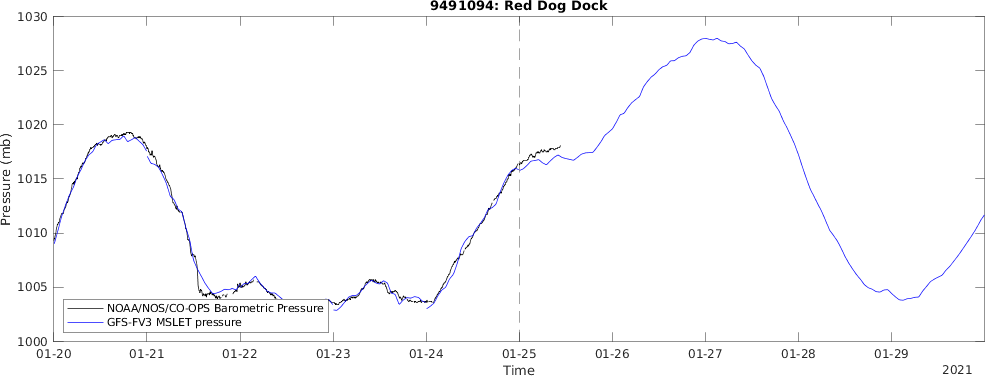 9491094: Red Dog Dock
1030
1025
1020
1015
1010
1005
1000
Pressure (mb)
NOAA/NOS/CO-OPS Barometric Pressure
GFS-FV3 MSLET pressure
01-20 01-21 01-22 01-23 01-24 01-25 01-26 01-27 01-28 01-29
Time
2021